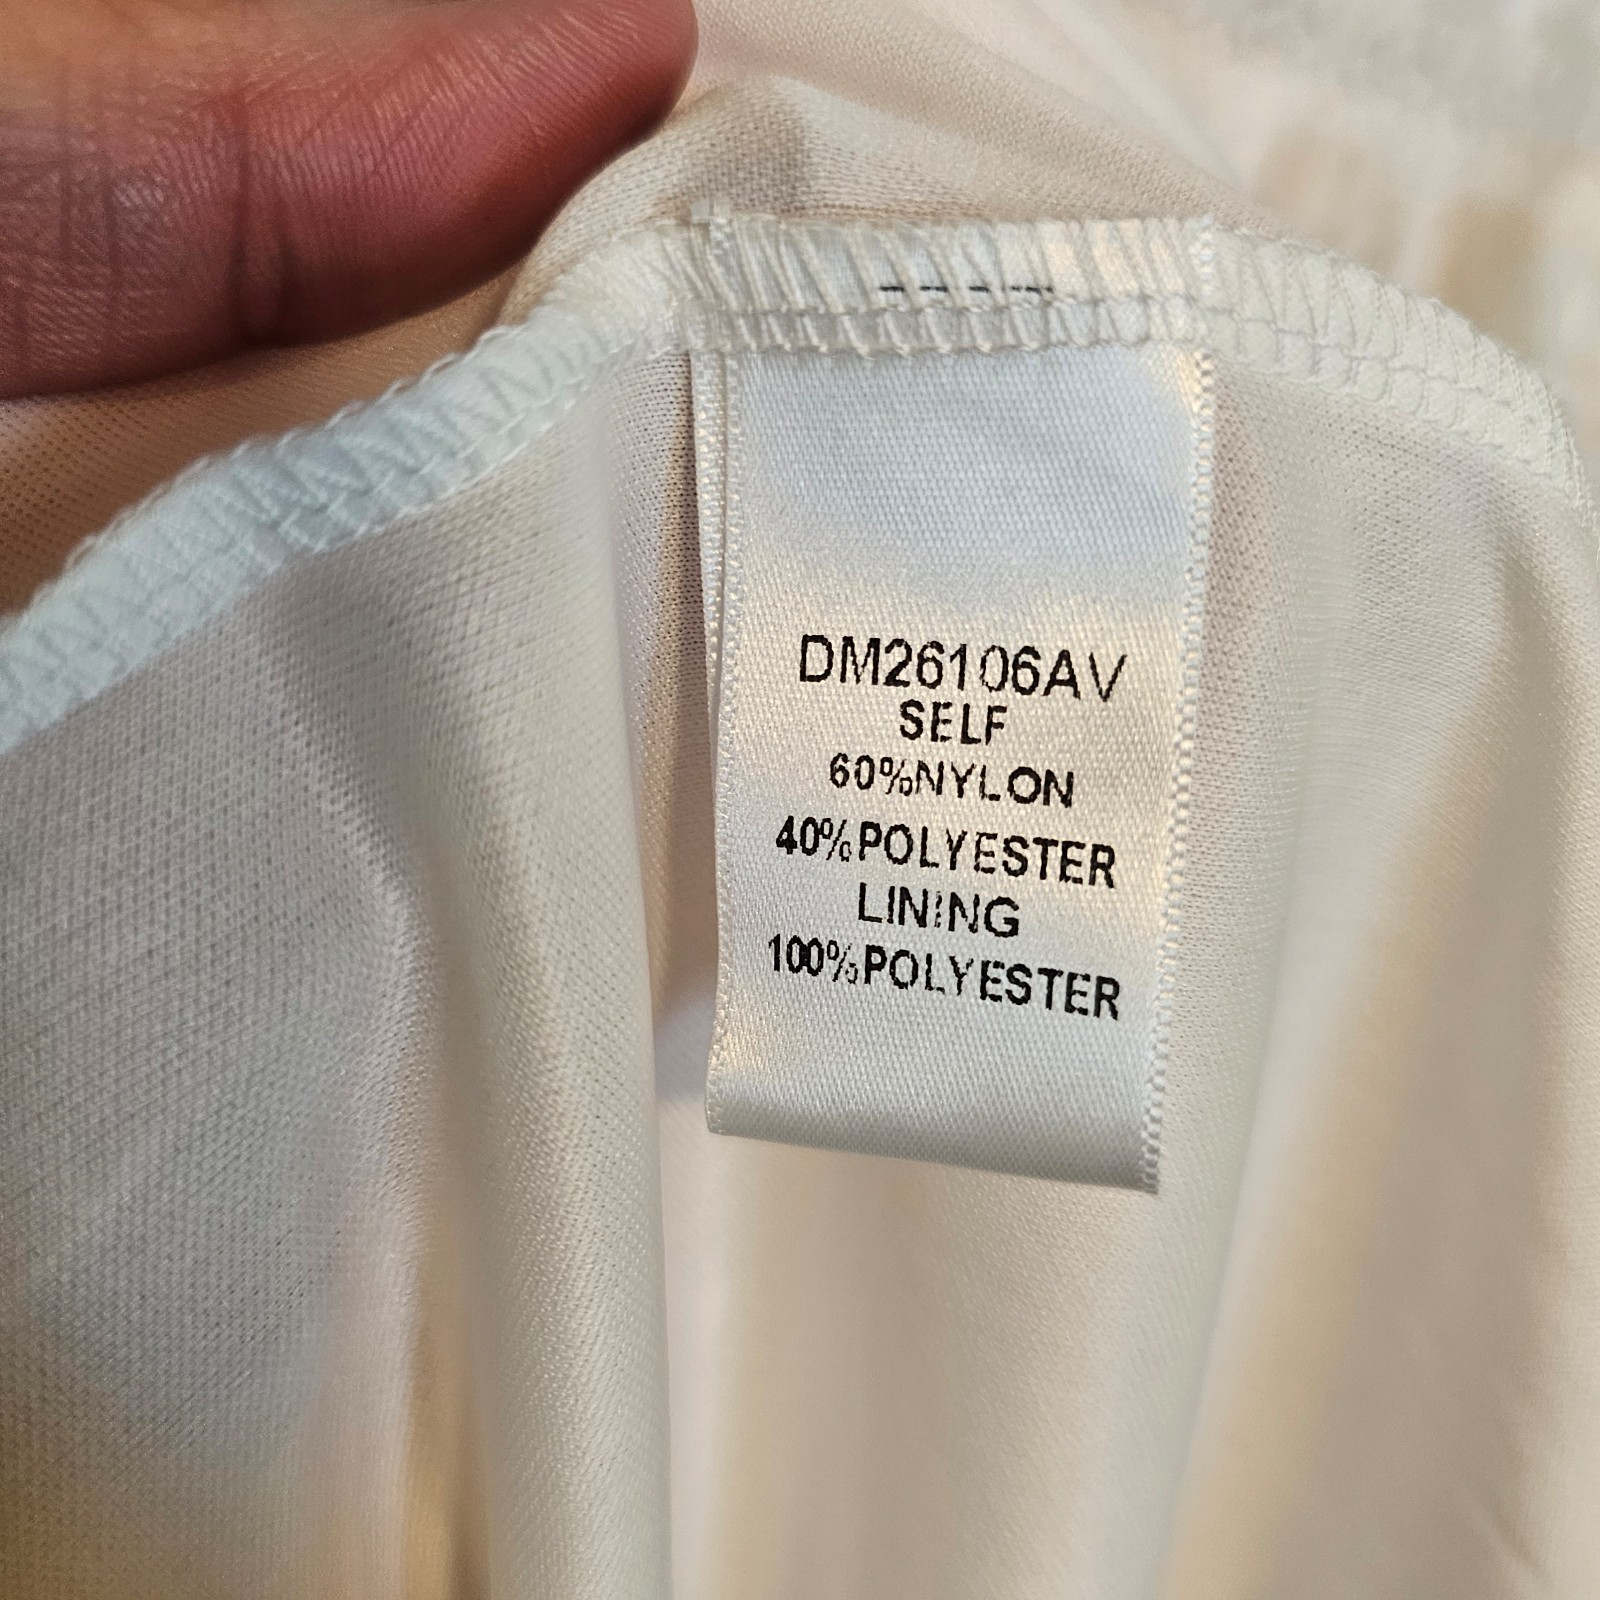 DM26106AV
SELF
60%NYLON
40%POLYESTER
LINING
100%POLYESTER